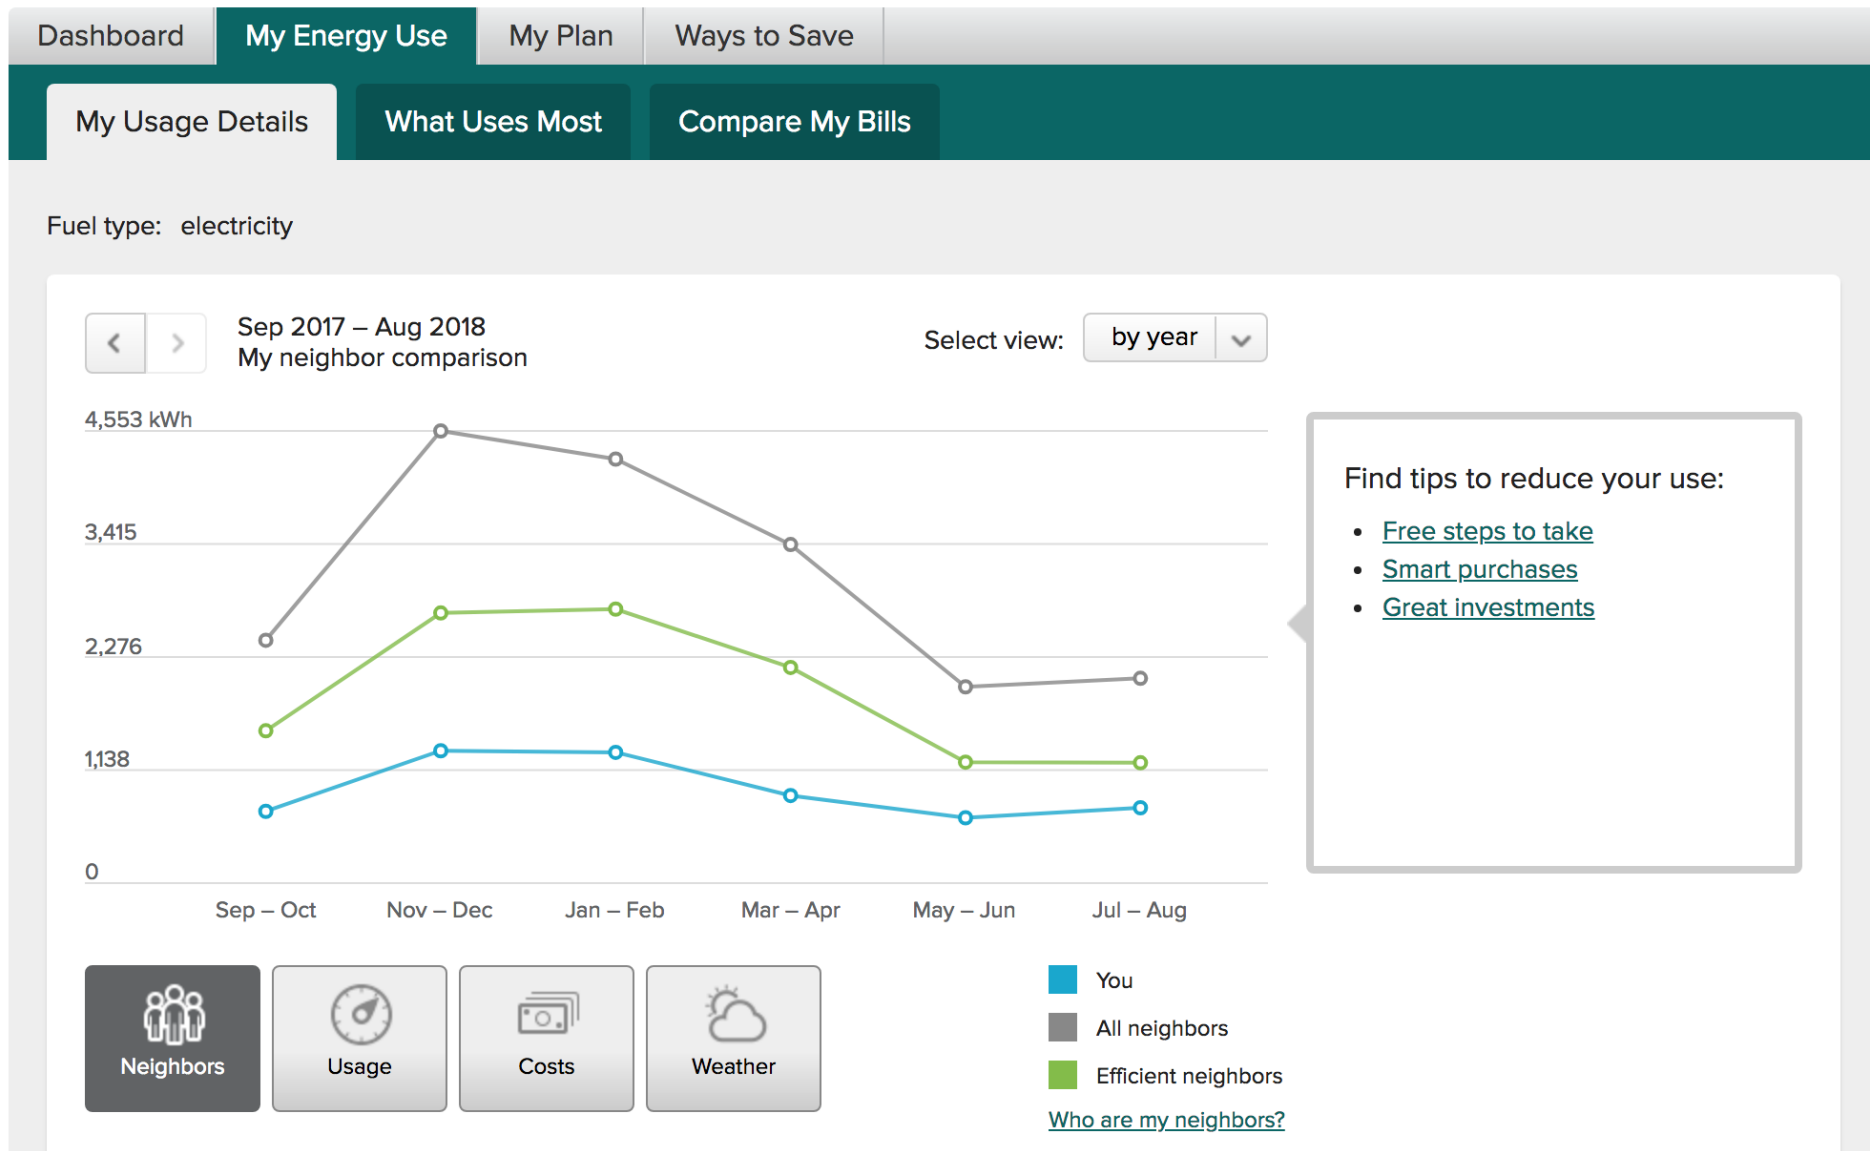 Dashboard
My Energy Use
My Plan
Ways to Save
My Usage Details
What Uses Most
Compare My Bills
Fuel type: electricity
Sep 2017 – Aug 2018
My neighbor comparison
Select view: by year
4,553 kWh
3,415
2,276
1,138
0
Sep – Oct
Nov – Dec
Jan – Feb
Mar – Apr
May – Jun
Jul – Aug
Find tips to reduce your use:
• Free steps to take
• Smart purchases
• Great investments
Neighbors
Usage
Costs
Weather
You
All neighbors
Efficient neighbors
Who are my neighbors?